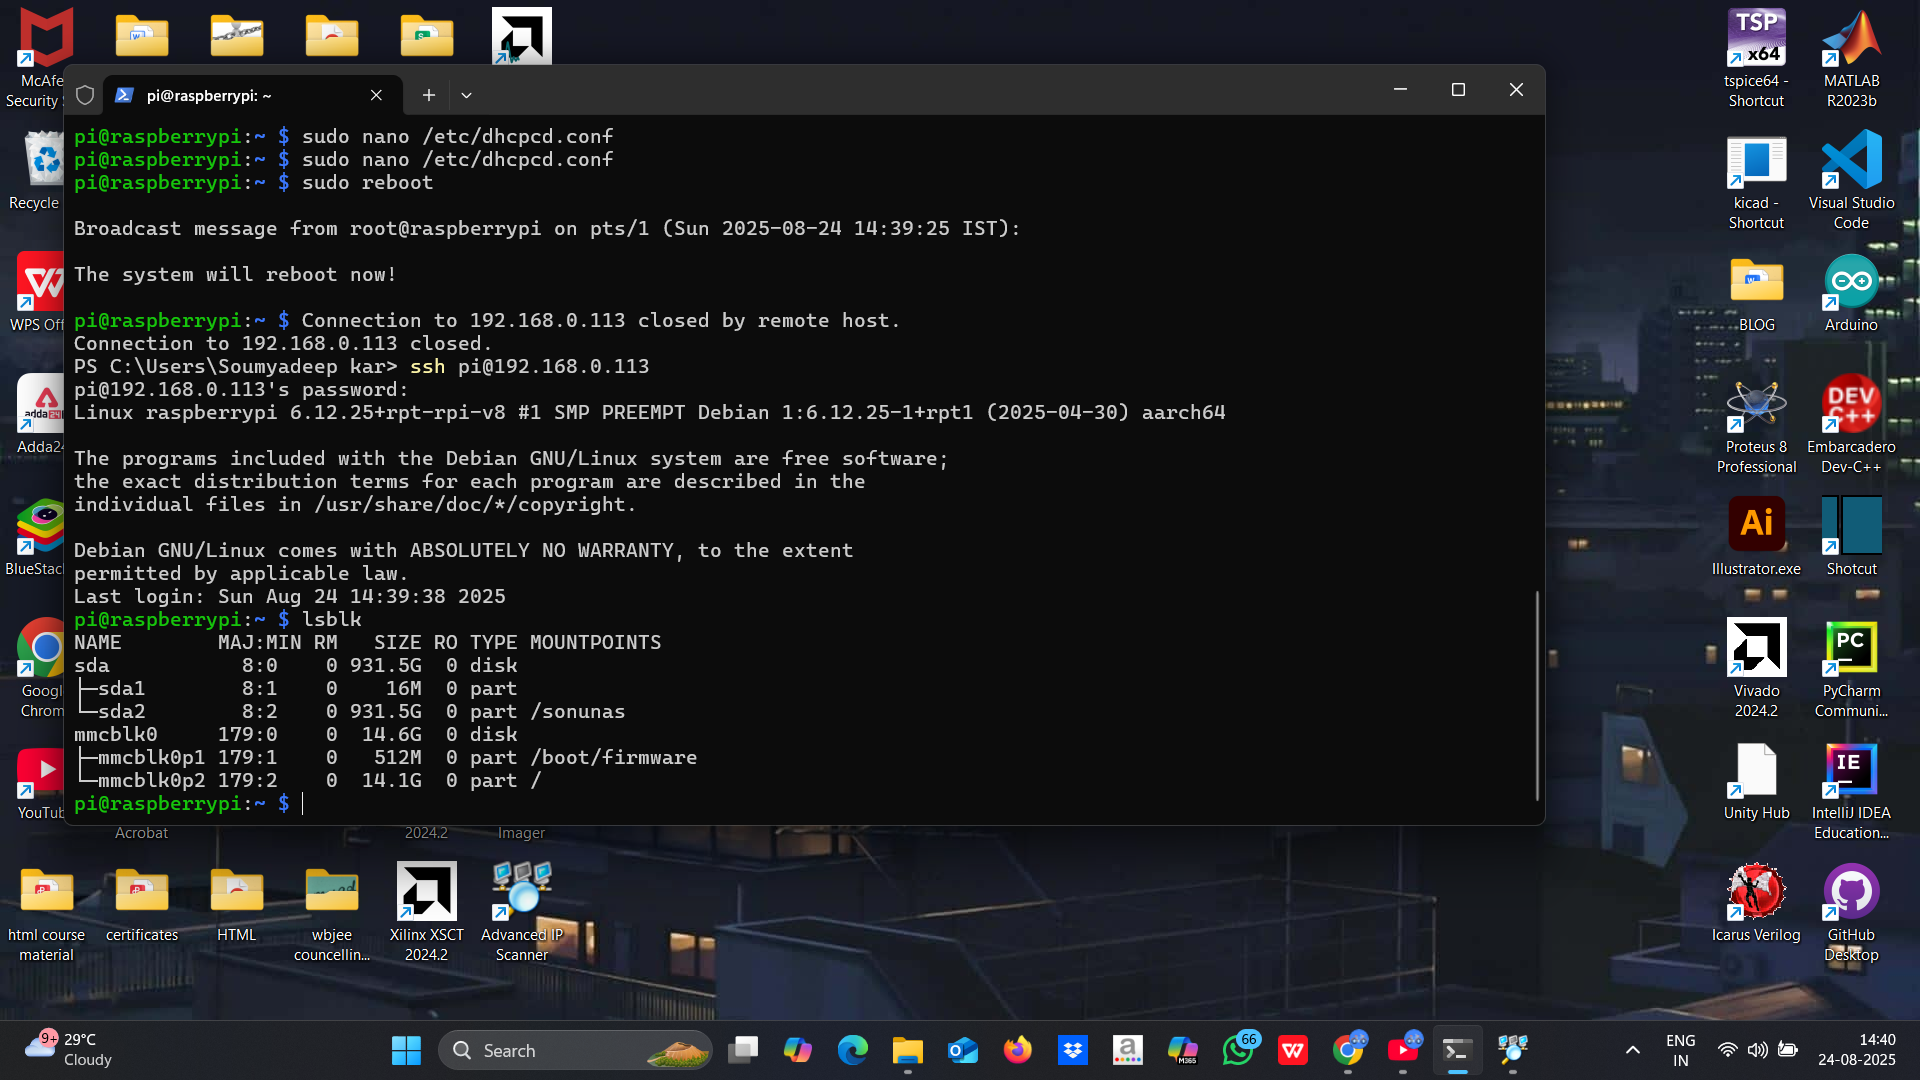 McAfe
Security
Recycle
WPS Off
Adda24
BlueStack
Google
Chrom
YouTub
Acrobat
2024.2
Imager
html course
material
certificates
HTML
wbjee
councellin...
Xilinx XSCT
2024.2
Advanced IP
Scanner
pi@raspberrypi: ~
pi@raspberrypi:~ $ sudo nano /etc/dhcpcd.conf
pi@raspberrypi:~ $ sudo nano /etc/dhcpcd.conf
pi@raspberrypi:~ $ sudo reboot
Broadcast message from root@raspberrypi on pts/1 (Sun 2025-08-24 14:39:25 IST):
The system will reboot now!
pi@raspberrypi:~ $ Connection to 192.168.0.113 closed by remote host.
Connection to 192.168.0.113 closed.
PS C:\Users\Soumyadeep kar> ssh pi@192.168.0.113
pi@192.168.0.113's password:
Linux raspberrypi 6.12.25+rpt-rpi-v8 #1 SMP PREEMPT Debian 1:6.12.25-1+rpt1 (2025-04-30) aarch64
The programs included with the Debian GNU/Linux system are free software;
the exact distribution terms for each program are described in the
individual files in /usr/share/doc/*/copyright.
Debian GNU/Linux comes with ABSOLUTELY NO WARRANTY, to the extent
permitted by applicable law.
Last login: Sun Aug 24 14:39:38 2025
pi@raspberrypi:~ $ lsblk
NAME        MAJ:MIN RM   SIZE RO TYPE MOUNTPOINTS
sda           8:0    0 931.5G  0 disk
├─sda1        8:1    0    16M  0 part
└─sda2        8:2    0 931.5G  0 part /sonunas
mmcblk0     179:0    0  14.6G  0 disk
├─mmcblk0p1 179:1    0   512M  0 part /boot/firmware
└─mmcblk0p2 179:2    0  14.1G  0 part /
pi@raspberrypi:~ $
TSP
x64
tspice64 -
Shortcut
MATLAB
R2023b
kicad -
Shortcut
Visual Studio
Code
BLOG
Arduino
Proteus 8
Professional
DEV
C++
Embarcadero
Dev-C++
Ai
Illustrator.exe
Shotcut
Vivado
2024.2
PC
PyCharm
Communi...
Unity Hub
IE
IntelliJ IDEA
Education...
Icarus Verilog
GitHub
Desktop
9+
29°C
Cloudy
Search
M365
66
ENG
IN
14:40
24-08-2025